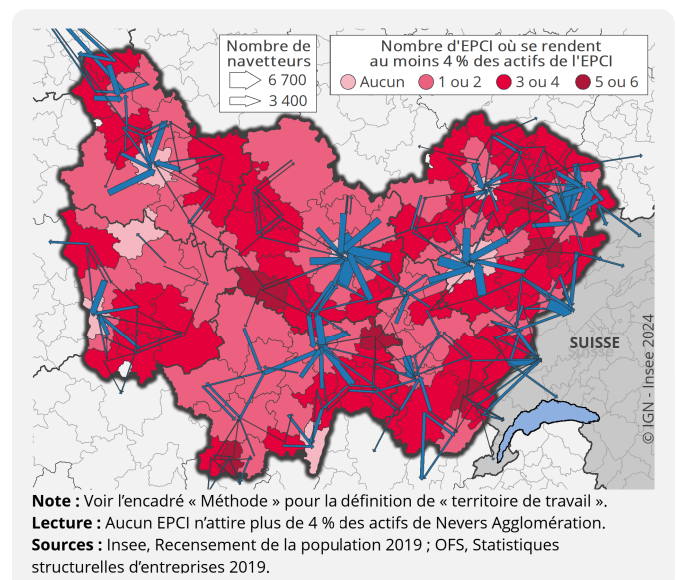 Nombre de
navetteurs
6 700
3 400
Nombre d'EPCI où se rendent
au moins 4 % des actifs de l'EPCI
Aucun
1 ou 2
3 ou 4
5 ou 6
SUISSE
© IGN - Insee 2024
Note : Voir l’encadré « Méthode » pour la définition de « territoire de travail ».
Lecture : Aucun EPCI n’attire plus de 4 % des actifs de Nevers Agglomération.
Sources : Insee, Recensement de la population 2019 ; OFS, Statistiques
structurelles d’entreprises 2019.